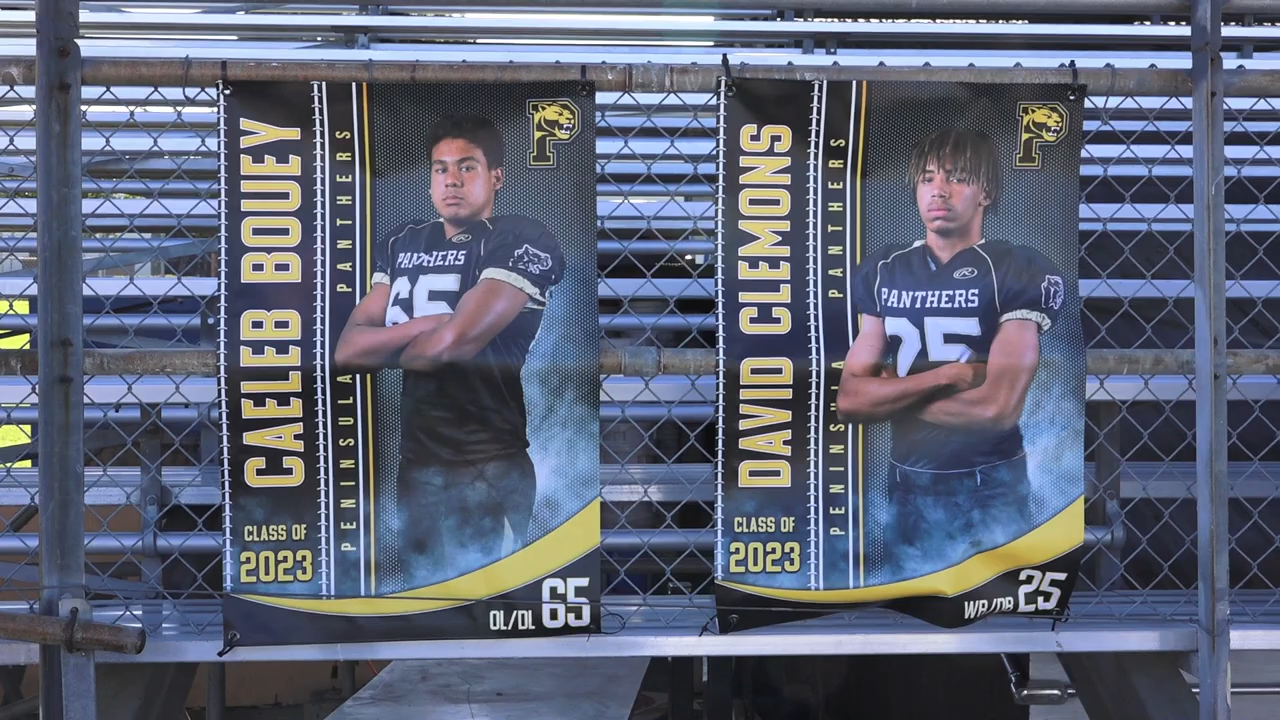 CALEB BOUEY
PENINSULA PANTHERS
P
PANTHERS
65
CLASS OF
2023
OL/DL 65
DAVID CLEMONS
PENINSULA PANTHERS
P
R
PANTHERS
25
CLASS OF
2023
WR/DB 25